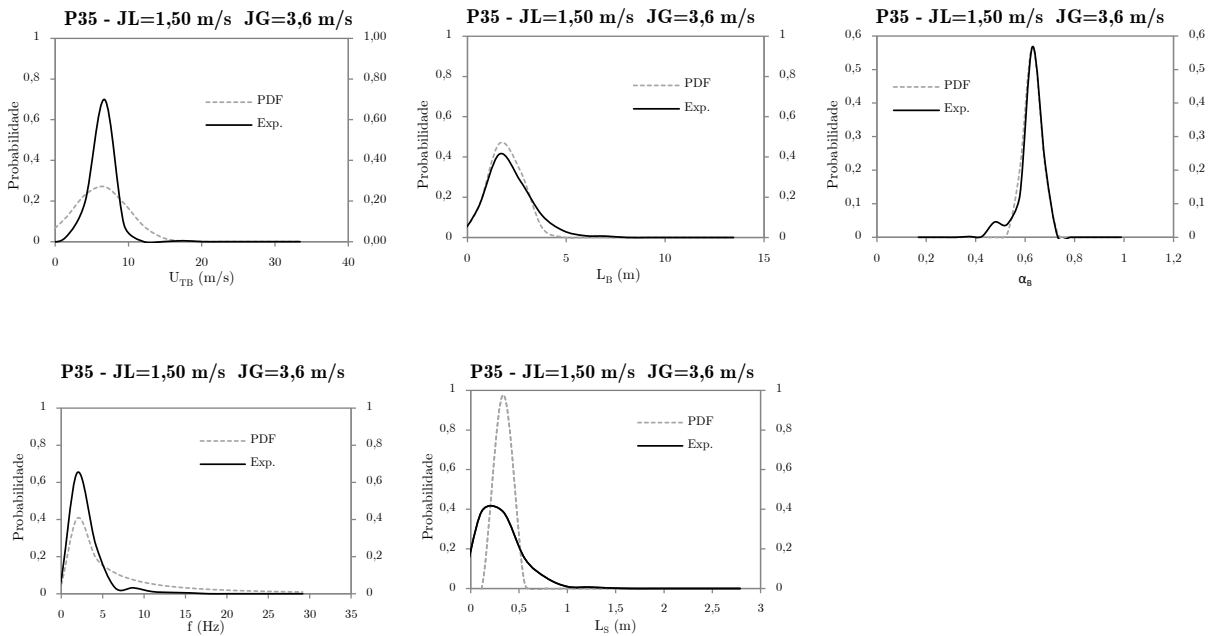 P35 - JL=1,50 m/s JG=3,6 m/s
1
0,8
0,6
0,4
0,2
0
1,00
0,80
0,60
0,40
0,20
0,00
Probabilidade
PDF
Exp.
0 10 20 30 40
U_TB (m/s)
P35 - JL=1,50 m/s JG=3,6 m/s
1
0,8
0,6
0,4
0,2
0
1
0,8
0,6
0,4
0,2
0
Probabilidade
PDF
Exp.
0 5 10 15
L_B (m)
P35 - JL=1,50 m/s JG=3,6 m/s
0,6
0,5
0,4
0,3
0,2
0,1
0
0,6
0,5
0,4
0,3
0,2
0,1
0
Probabilidade
PDF
Exp.
0 0,2 0,4 0,6 0,8 1 1,2
α_B
P35 - JL=1,50 m/s JG=3,6 m/s
1
0,8
0,6
0,4
0,2
0
1
0,8
0,6
0,4
0,2
0
Probabilidade
PDF
Exp.
0 5 10 15 20 25 30 35
f (Hz)
P35 - JL=1,50 m/s JG=3,6 m/s
1
0,8
0,6
0,4
0,2
0
1
0,8
0,6
0,4
0,2
0
Probabilidade
PDF
Exp.
0 0,5 1 1,5 2 2,5 3
L_S (m)